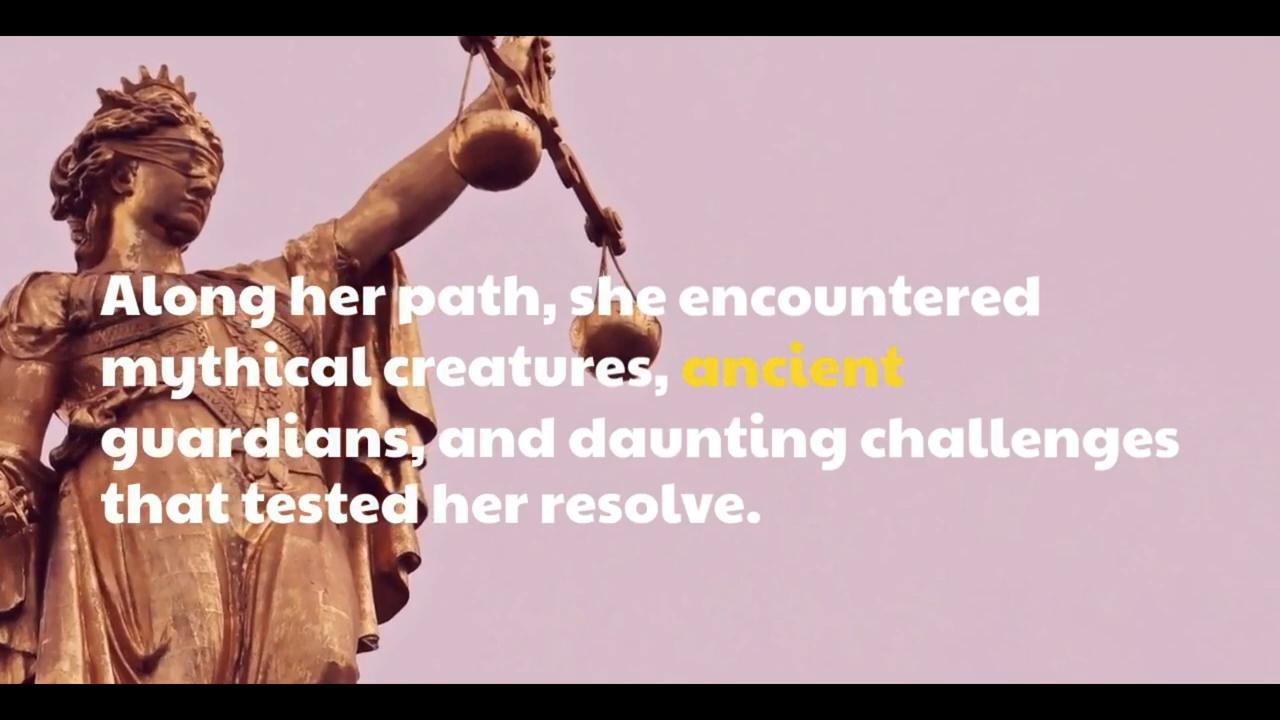 Along her path, she encountered
mythical creatures, ancient
guardians, and daunting challenges
that tested her resolve.